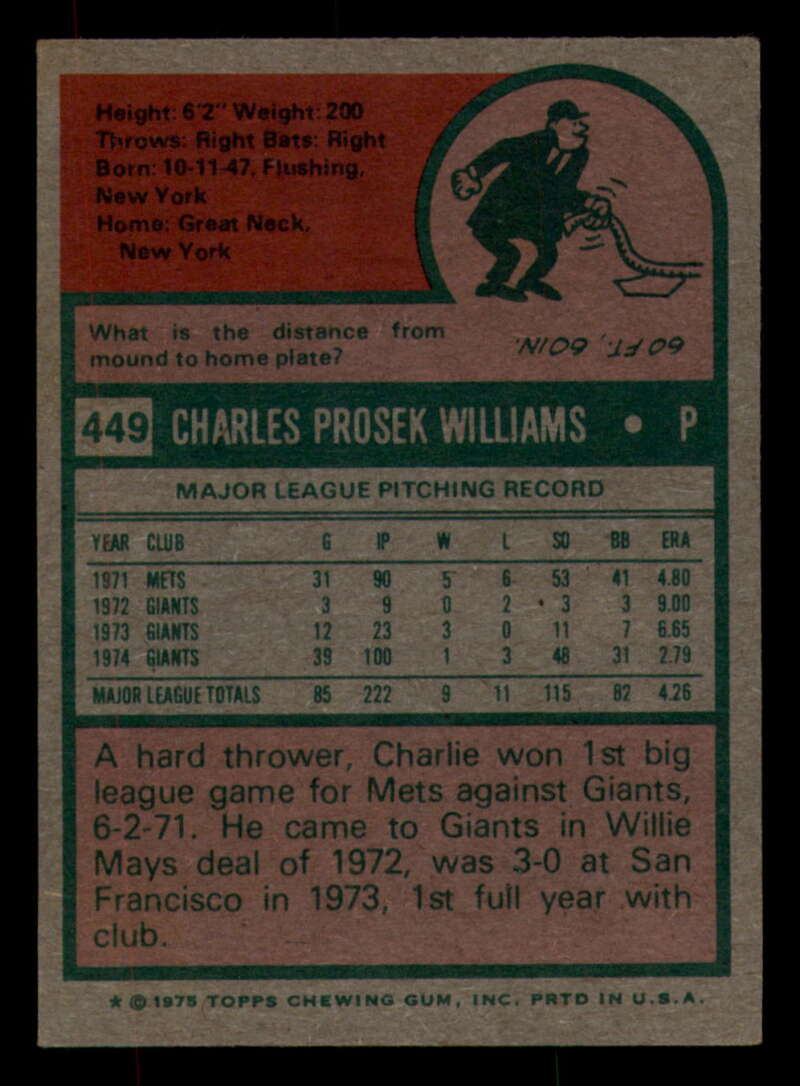 Height: 6'2" Weight: 200
Throws: Right Bats: Right
Born: 10-11-47, Flushing,
New York
Home: Great Neck,
New York
What is the distance from
mound to home plate?
60 FT. 60 IN.
449 CHARLES PROSEK WILLIAMS • P
MAJOR LEAGUE PITCHING RECORD
YEAR CLUB G IP W L SO BB ERA
1971 METS 31 90 5 6 53 41 4.80
1972 GIANTS 3 9 0 2 3 3 9.00
1973 GIANTS 12 23 3 0 11 7 6.65
1974 GIANTS 39 100 1 3 48 31 2.79
MAJOR LEAGUE TOTALS 85 222 9 11 115 82 4.26
A hard thrower, Charlie won 1st big
league game for Mets against Giants,
6-2-71. He came to Giants in Willie
Mays deal of 1972, was 3-0 at San
Francisco in 1973, 1st full year with
club.
* © 1975 TOPPS CHEWING GUM, INC. PRTD IN U.S.A.